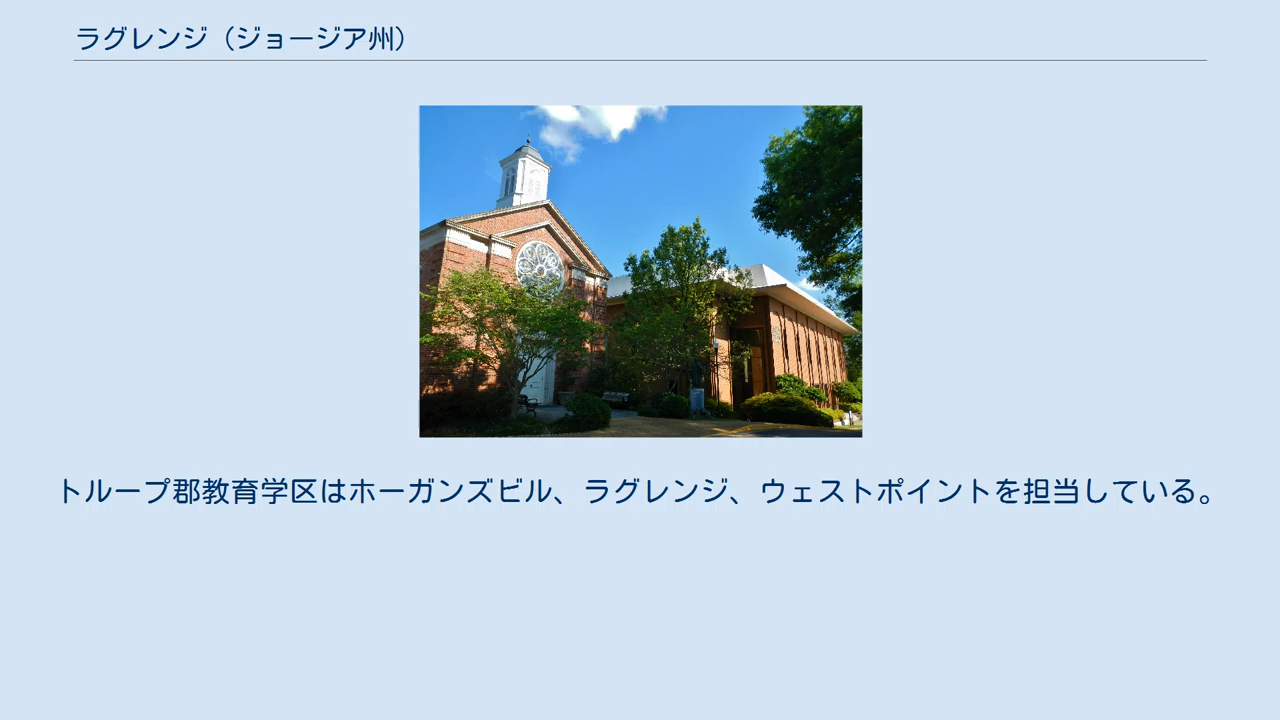 ラグレンジ（ジョージア州）
トループ郡教育学区はホーガンズビル、ラグレンジ、ウェストポイントを担当している。